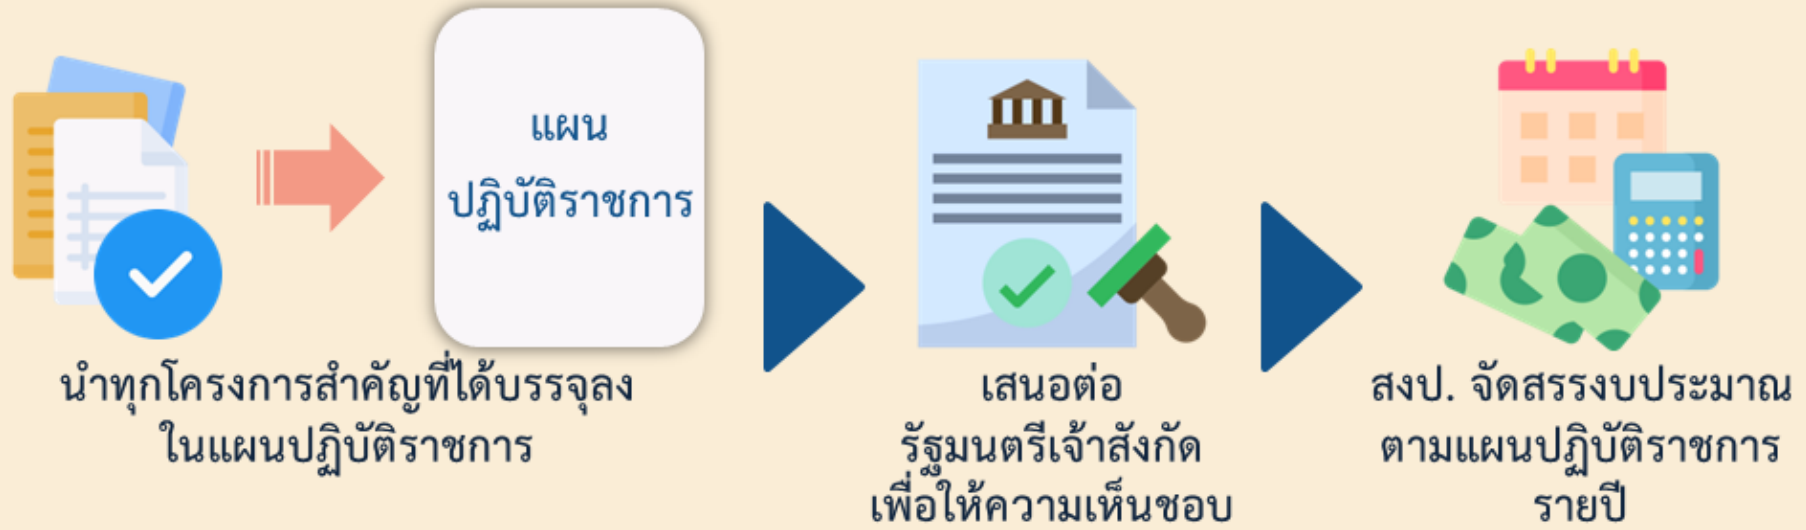 แผน
ปฏิบัติราชการ
นำทุกโครงการสำคัญที่ได้บรรจุลง
ในแผนปฏิบัติราชการ
เสนอต่อ
รัฐมนตรีเจ้าสังกัด
เพื่อให้ความเห็นชอบ
สงป. จัดสรรงบประมาณ
ตามแผนปฏิบัติราชการ
รายปี